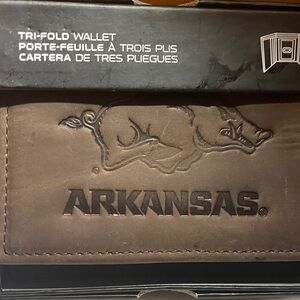 TRI-FOLD WALLET
PORTE-FEUILLE À TROIS PLIS
CARTERA DE TRES PLIEGUES
ARKANSAS®